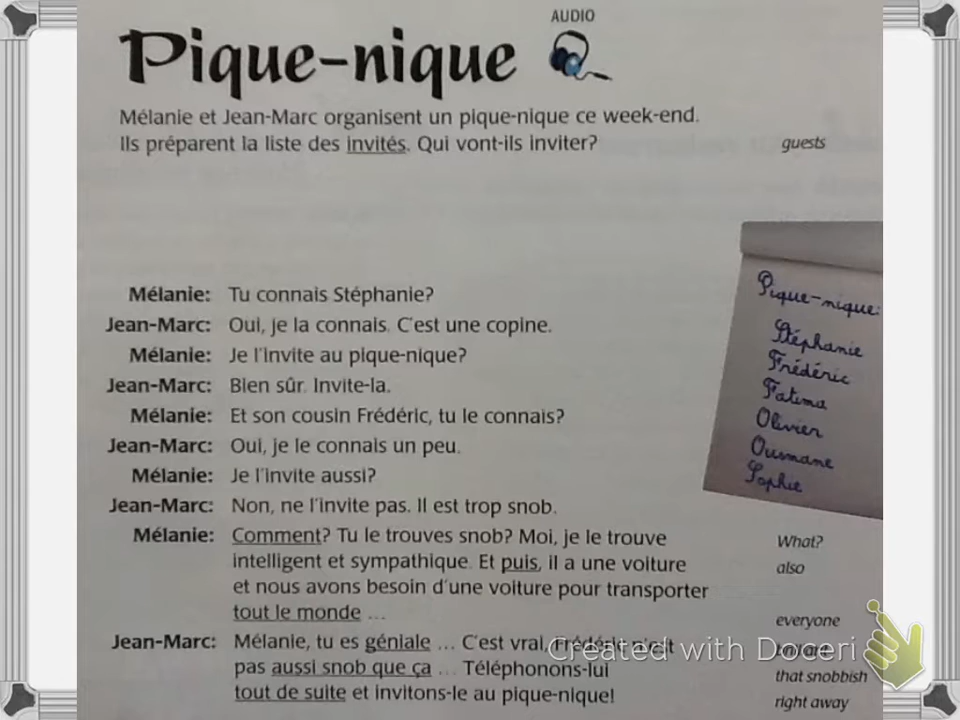 AUDIO
Pique-nique
Mélanie et Jean-Marc organisent un pique-nique ce week-end.
Ils préparent la liste des invités. Qui vont-ils inviter?
guests
Pique-nique:
Stéphanie
Frédéric
Fatima
Olivier
Ousmane
Sophie
Mélanie: Tu connais Stéphanie?
Jean-Marc: Oui, je la connais. C'est une copine.
Mélanie: Je l'invite au pique-nique?
Jean-Marc: Bien sûr. Invite-la.
Mélanie: Et son cousin Frédéric, tu le connais?
Jean-Marc: Oui, je le connais un peu.
Mélanie: Je l'invite aussi?
Jean-Marc: Non, ne l'invite pas. Il est trop snob.
Mélanie: Comment? Tu le trouves snob? Moi, je le trouve
What?
intelligent et sympathique. Et puis, il a une voiture
also
et nous avons besoin d'une voiture pour transporter
tout le monde ...
everyone
Jean-Marc: Mélanie, tu es géniale ... C'est vrai, Frédéric n'est
brilliant
pas aussi snob que ça ... Téléphonons-lui
that snobbish
tout de suite et invitons-le au pique-nique!
right away
Created with Doceri